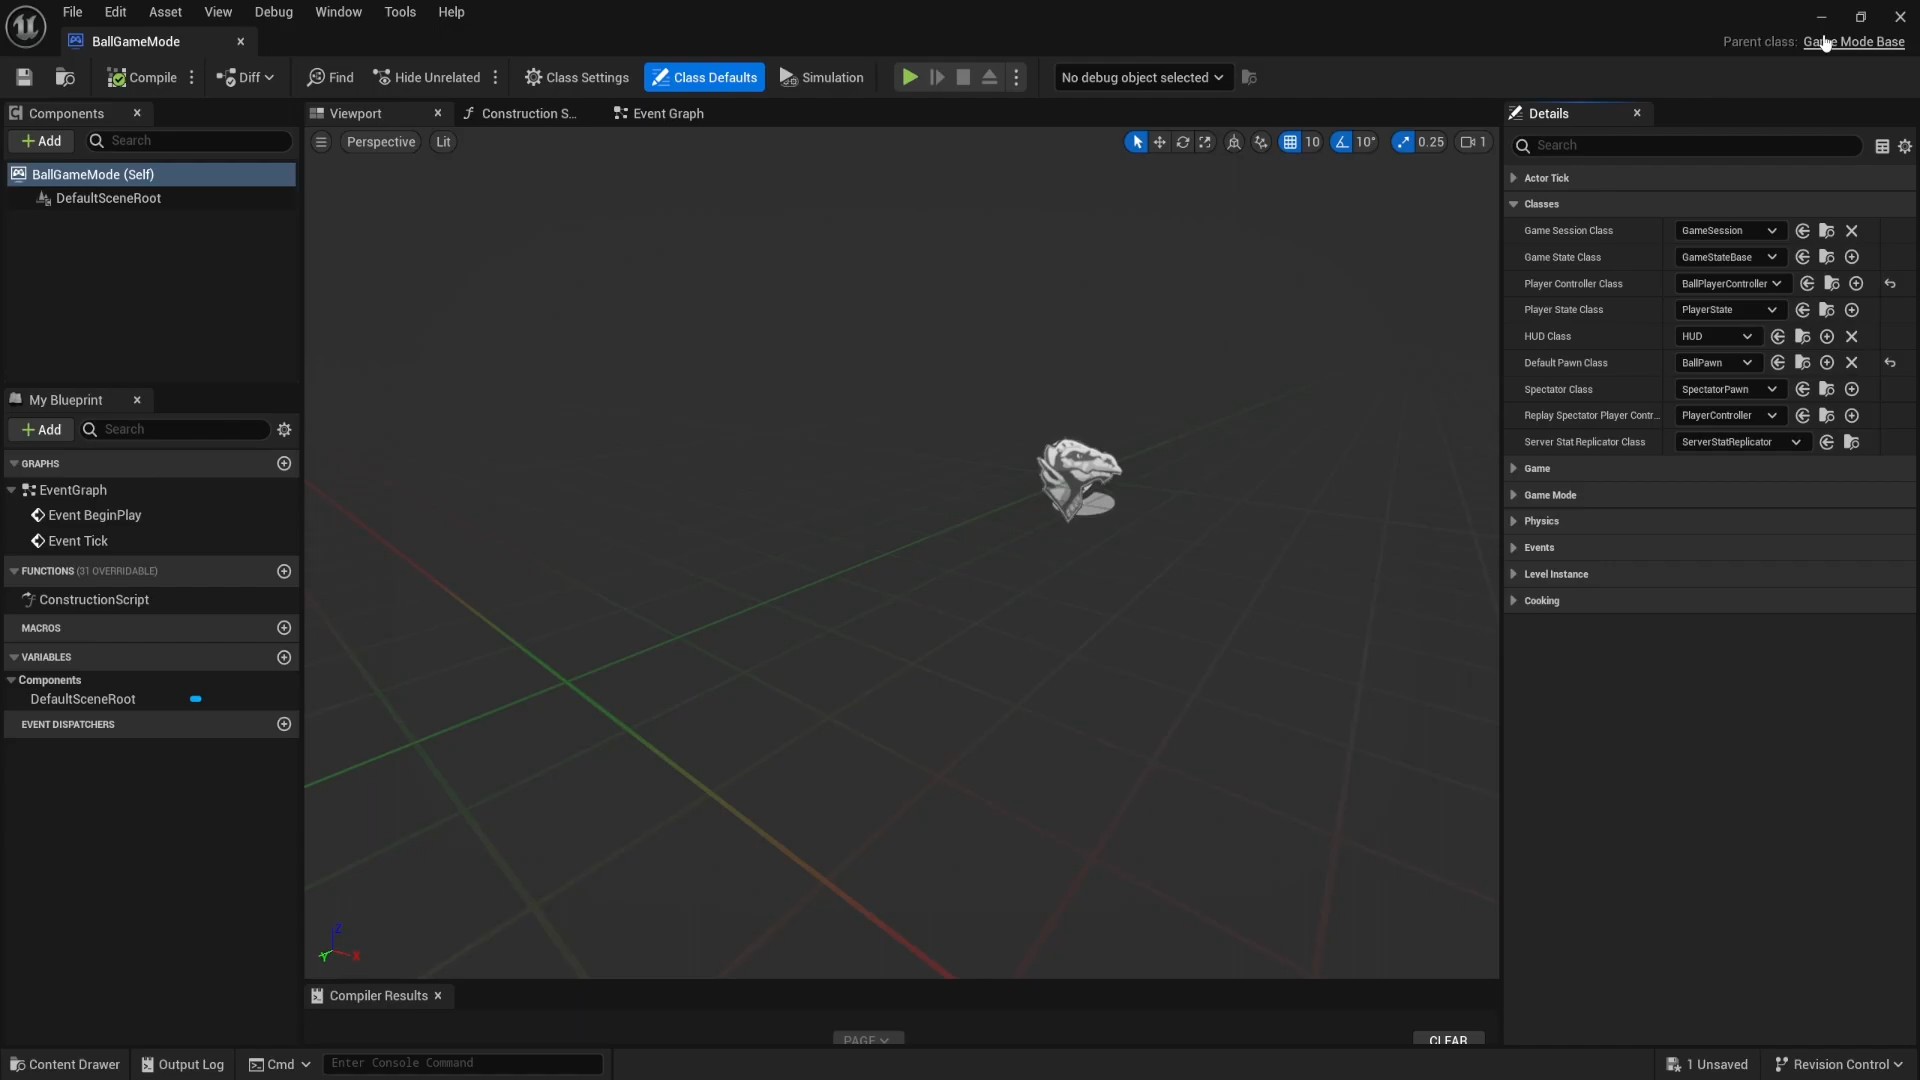 File Edit Asset View Debug Window Tools Help
BallGameMode
Parent class: Game Mode Base
Compile Diff Find Hide Unrelated Class Settings Class Defaults Simulation No debug object selected
Components
Add Search
BallGameMode (Self)
DefaultSceneRoot
My Blueprint
Add Search
GRAPHS
EventGraph
Event BeginPlay
Event Tick
FUNCTIONS (31 OVERRIDABLE)
ConstructionScript
MACROS
VARIABLES
Components
DefaultSceneRoot
EVENT DISPATCHERS
Viewport Construction S... Event Graph
Perspective Lit 10 10° 0.25 1
Z
Y X
Compiler Results
PAGE CLEAR
Details
Search
Actor Tick
Classes
Game Session Class GameSession
Game State Class GameStateBase
Player Controller Class BallPlayerController
Player State Class PlayerState
HUD Class HUD
Default Pawn Class BallPawn
Spectator Class SpectatorPawn
Replay Spectator Player Contr... PlayerController
Server Stat Replicator Class ServerStatReplicator
Game
Game Mode
Physics
Events
Level Instance
Cooking
Content Drawer Output Log Cmd Enter Console Command 1 Unsaved Revision Control